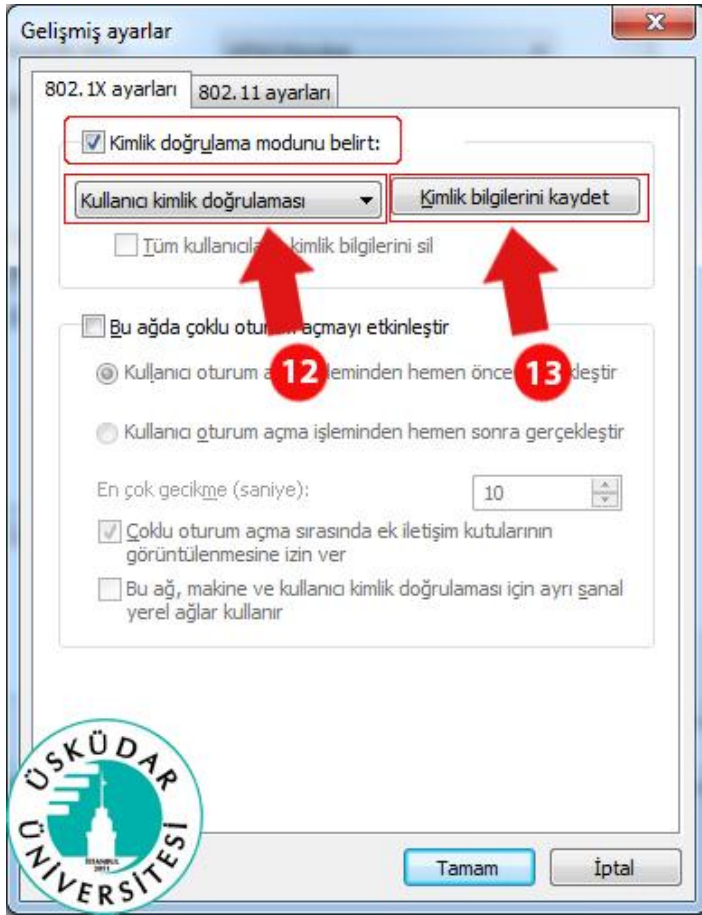 Gelişmiş ayarlar
802.1X ayarları
802.11 ayarları
Kimlik doğrulama modunu belirt:
Kullanıcı kimlik doğrulaması
Kimlik bilgilerini kaydet
Tüm kimlik bilgilerini sil
Bu ağda çoklu açmayı etkinleştir
12
13
Kullanıcı oturum hemen
Kullanıcı oturum açma işleminden hemen sonra gerçekleştir
En çok gecikme (saniye):
10
Çoklu oturum açma sırasında ek iletişim kutularının
görüntülenmesine izin ver
Bu ağ, makine ve kullanıcı kimlik doğrulaması için ayrı sanal
yerel ağlar kullanır
ÜSKÜDAR
ÜNİVERSİTESİ
İSTANBUL
2011
Tamam
İptal